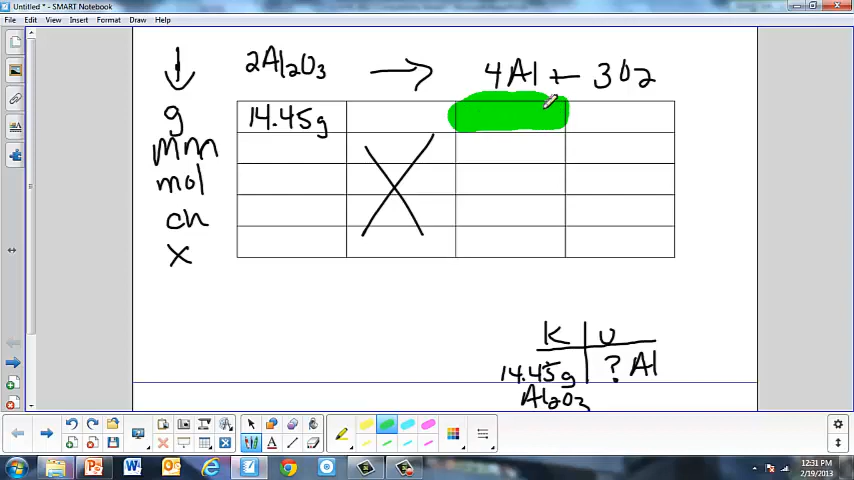 Untitled * - SMART Notebook
File Edit View Insert Format Draw Help
2Al2O3 → 4Al + 3O2
g 14.45g
mm
mol
ch
x
K U
14.45g ? Al
Al2O3
12:31 PM
2/19/2013